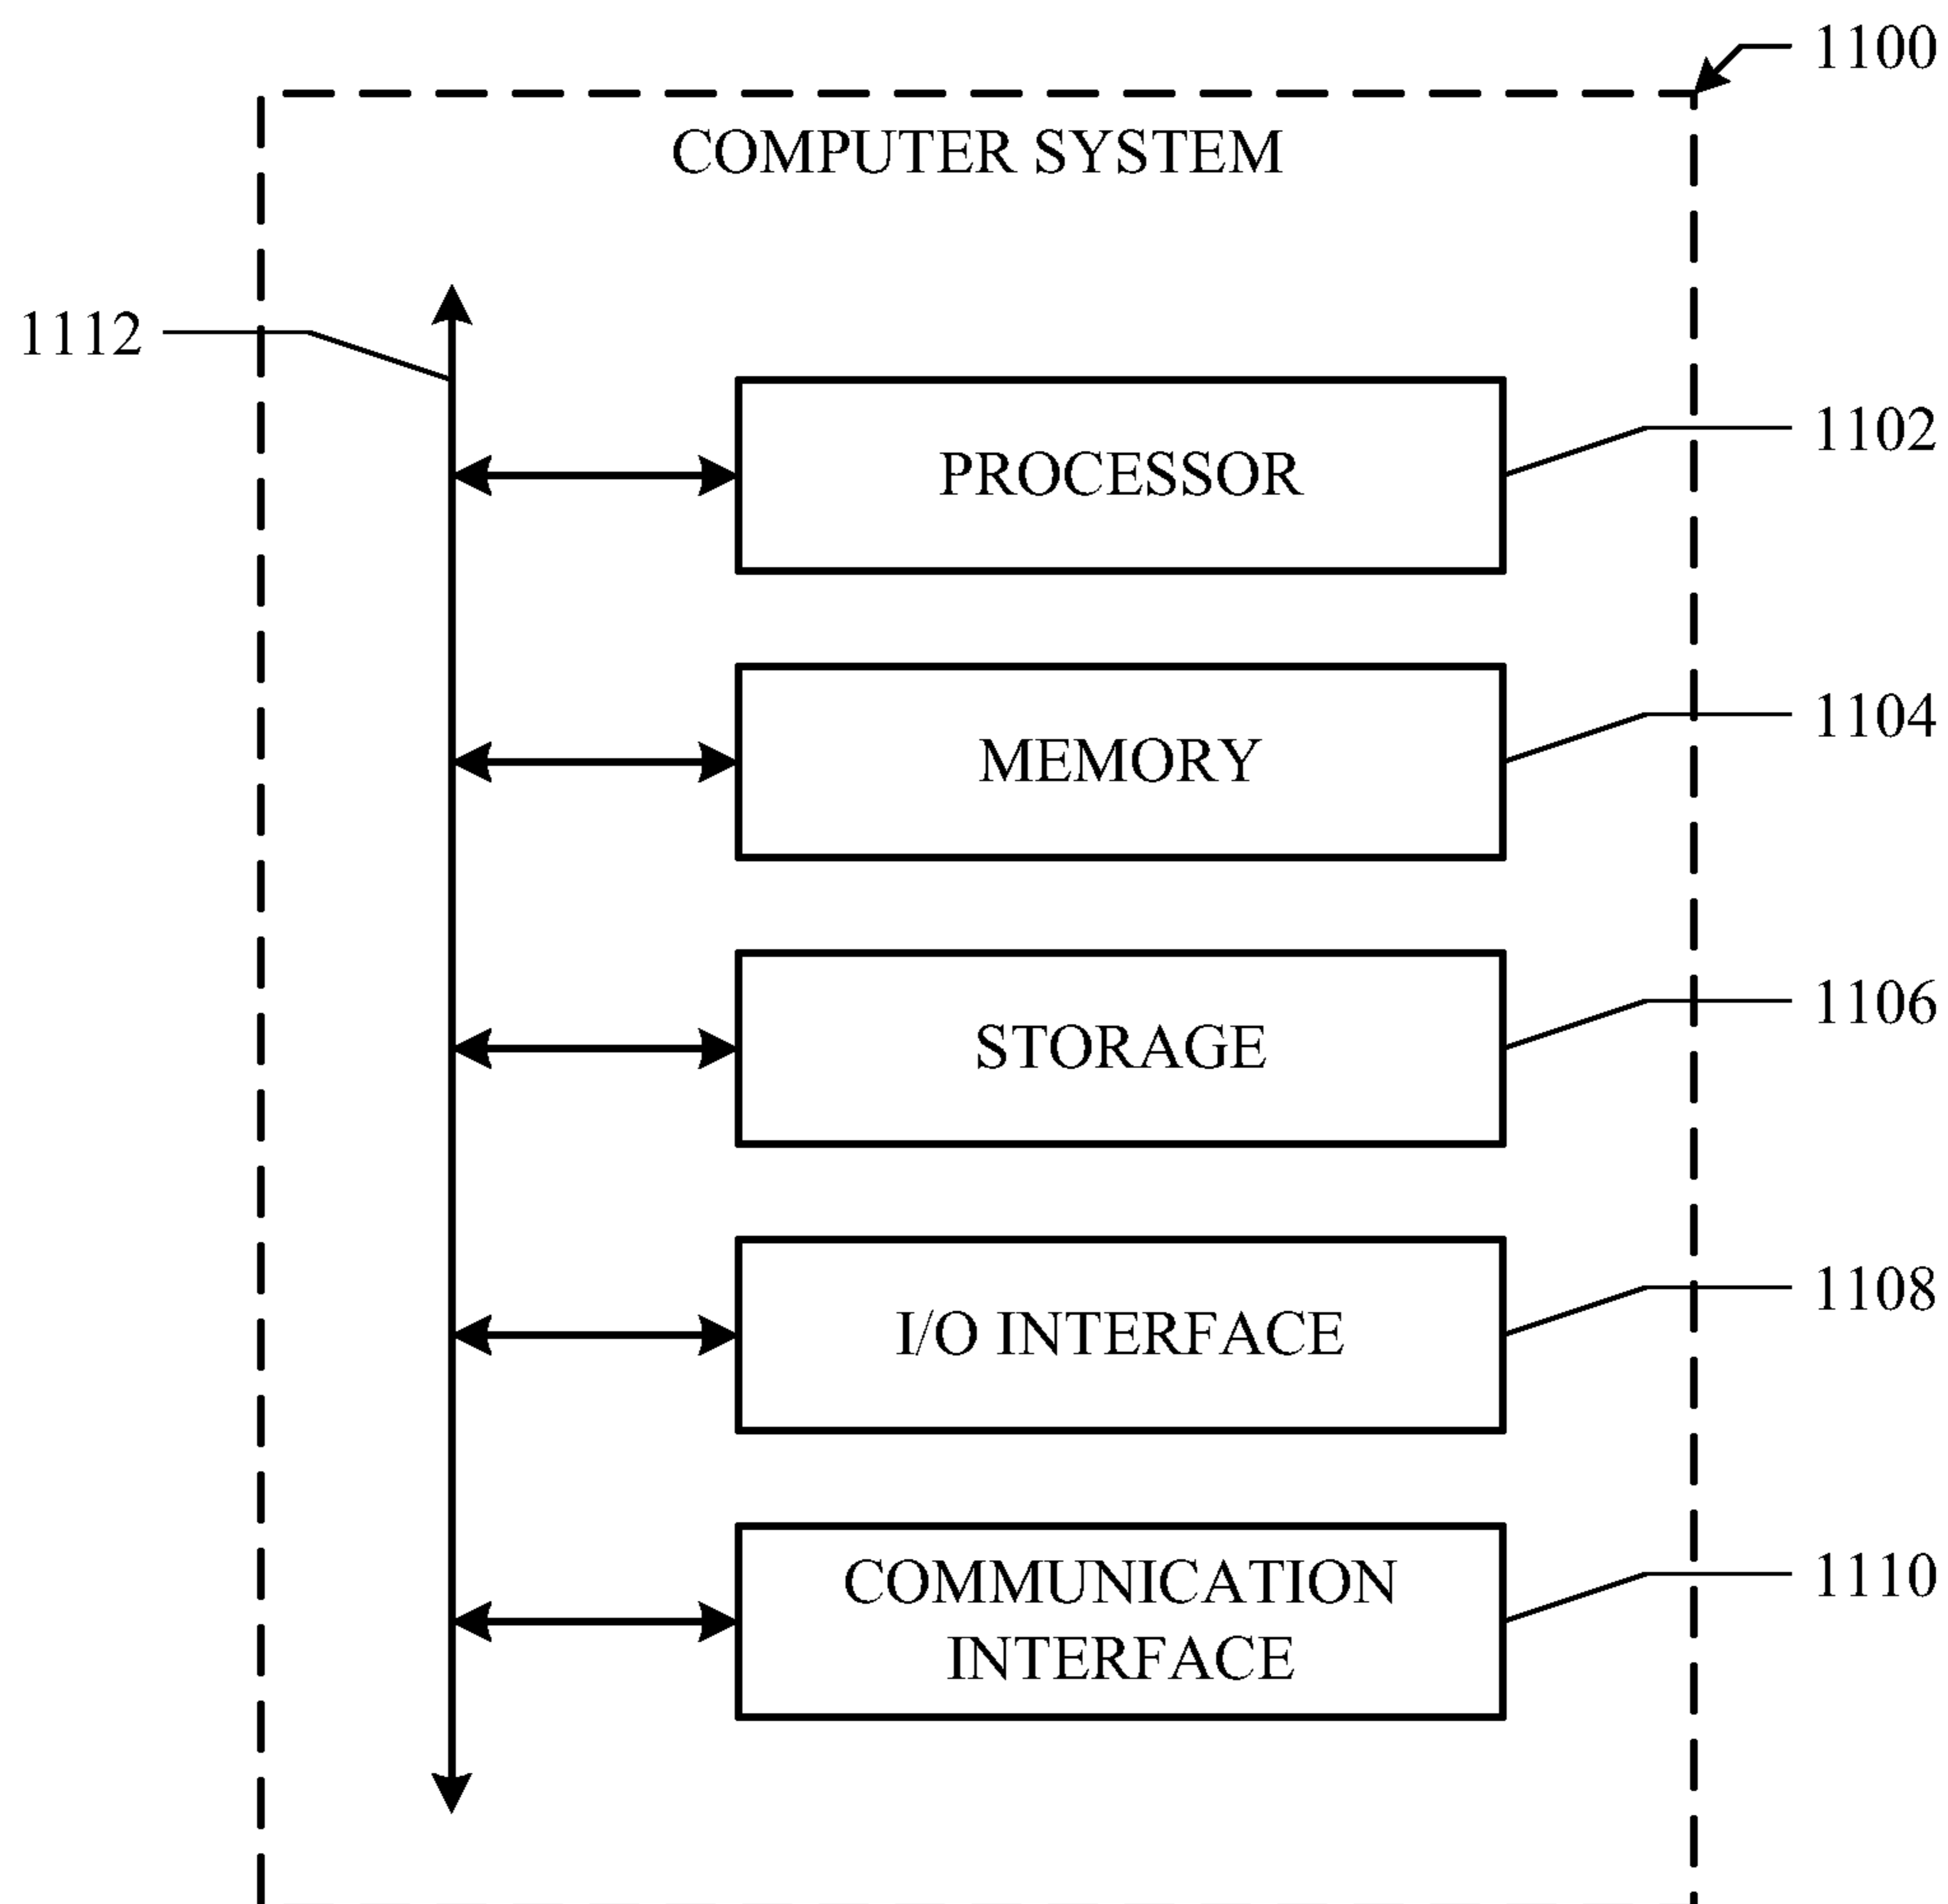 1100
COMPUTER SYSTEM
1112
PROCESSOR
1102
MEMORY
1104
STORAGE
1106
I/O INTERFACE
1108
COMMUNICATION
INTERFACE
1110